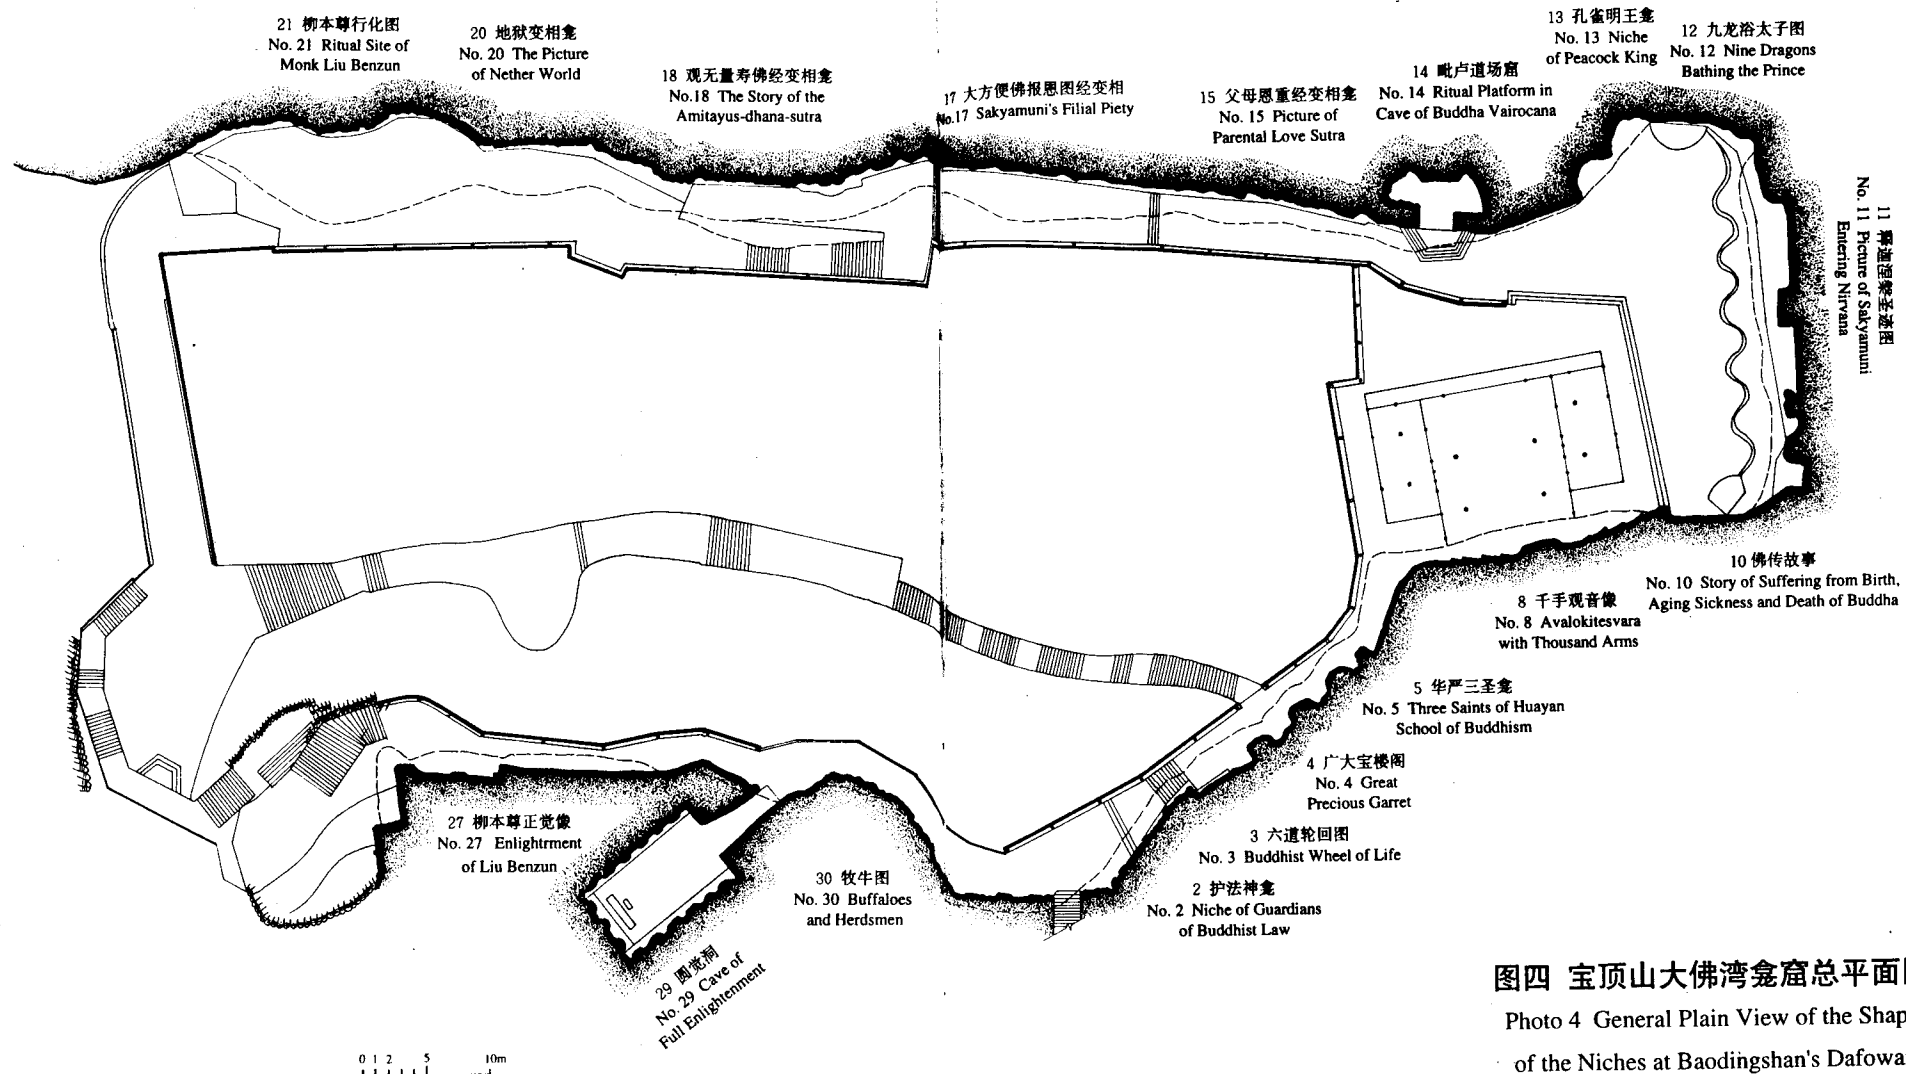 21 柳本尊行化图
No. 21 Ritual Site of
Monk Liu Benzun
20 地狱变相龛
No. 20 The Picture
of Nether World
18 观无量寿佛经变相龛
No.18 The Story of the
Amitayus-dhana-sutra
17 大方便佛报恩图经变相
No.17 Sakyamuni's Filial Piety
15 父母恩重经变相龛
No. 15 Picture of
Parental Love Sutra
14 毗卢道场窟
No. 14 Ritual Platform in
Cave of Buddha Vairocana
13 孔雀明王龛
No. 13 Niche
of Peacock King
12 九龙浴太子图
No. 12 Nine Dragons
Bathing the Prince
11 释迦涅槃圣迹图
No. 11 Picture of Sakyamuni
Entering Nirvana
10 佛传故事
No. 10 Story of Suffering from Birth,
Aging Sickness and Death of Buddha
8 千手观音像
No. 8 Avalokitesvara
with Thousand Arms
5 华严三圣龛
No. 5 Three Saints of Huayan
School of Buddhism
4 广大宝楼阁
No. 4 Great
Precious Garret
3 六道轮回图
No. 3 Buddhist Wheel of Life
2 护法神龛
No. 2 Niche of Guardians
of Buddhist Law
30 牧牛图
No. 30 Buffaloes
and Herdsmen
29 圆觉洞
No. 29 Cave of
Full Enlightenment
27 柳本尊正觉像
No. 27 Enlightrment
of Liu Benzun
0 1 2 5 10m
图四 宝顶山大佛湾龛窟总平面
Photo 4 General Plain View of the Shap
of the Niches at Baodingshan's Dafowa